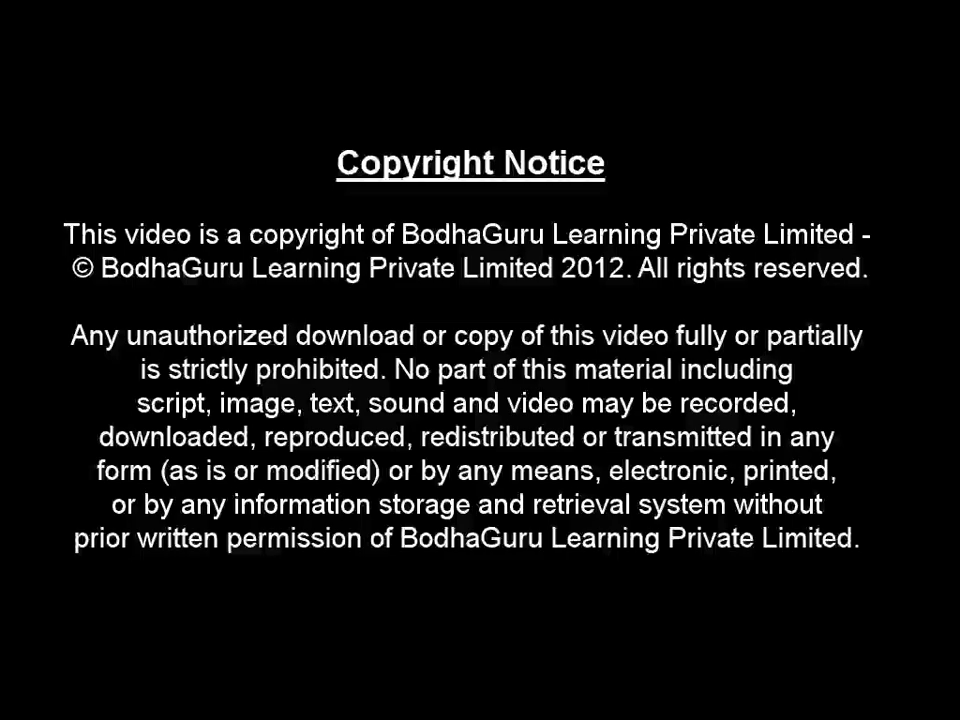 Copyright Notice
This video is a copyright of BodhaGuru Learning Private Limited -
© BodhaGuru Learning Private Limited 2012. All rights reserved.
Any unauthorized download or copy of this video fully or partially
is strictly prohibited. No part of this material including
script, image, text, sound and video may be recorded,
downloaded, reproduced, redistributed or transmitted in any
form (as is or modified) or by any means, electronic, printed,
or by any information storage and retrieval system without
prior written permission of BodhaGuru Learning Private Limited.